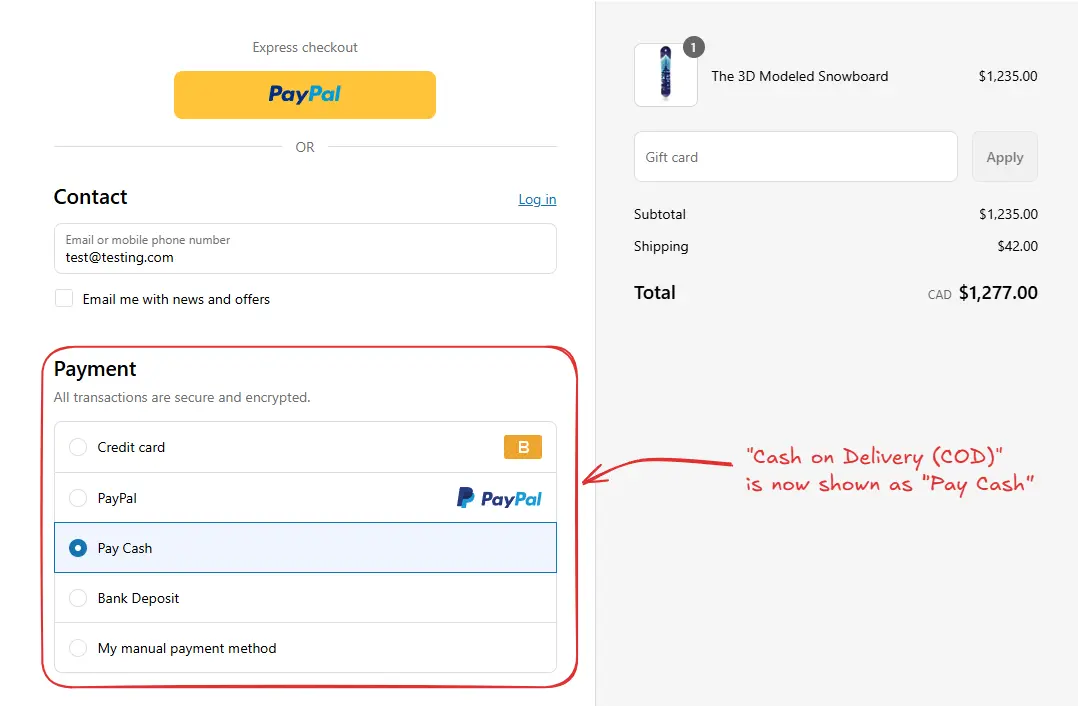 Express checkout
PayPal
OR
Contact
Log in
Email or mobile phone number
test@testing.com
Email me with news and offers
Payment
All transactions are secure and encrypted.
Credit card B
PayPal PayPal
Pay Cash
Bank Deposit
My manual payment method
1
The 3D Modeled Snowboard $1,235.00
Gift card Apply
Subtotal $1,235.00
Shipping $42.00
Total CAD $1,277.00
"Cash on Delivery (COD)"
is now shown as "Pay Cash"